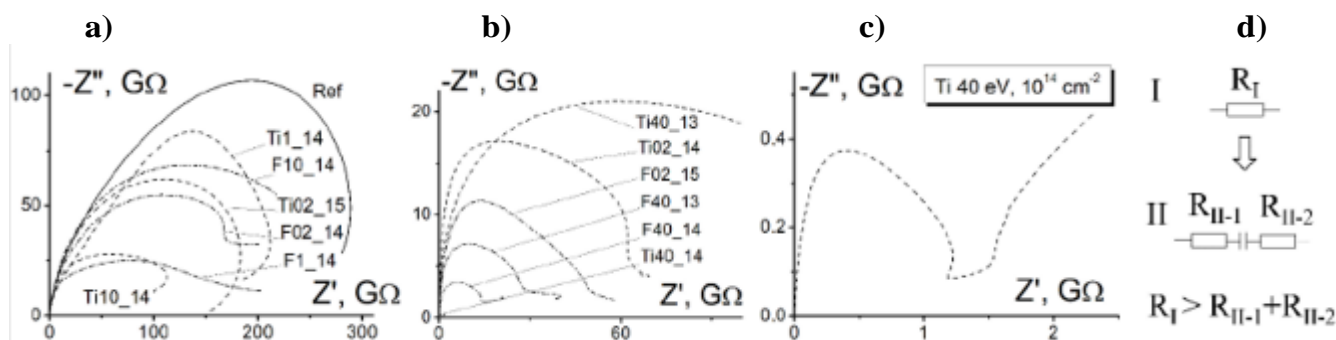 a)
-Z", GΩ
100
50
0
Ref
Ti1_14
F10_14
Ti02_15
F02_14
F1_14
Ti10_14
Z', GΩ
0 100 200 300
b)
-Z", GΩ
20
10
0
Ti40_13
Ti02_14
F02_15
F40_13
F40_14
Ti40_14
Z', GΩ
0 60
c)
-Z", GΩ
Ti 40 eV, 10¹⁴ cm⁻²
0.4
0.2
0.0
Z', GΩ
0 1 2
d)
I
R_I
II
R_II-1 R_II-2
R_I > R_II-1+R_II-2